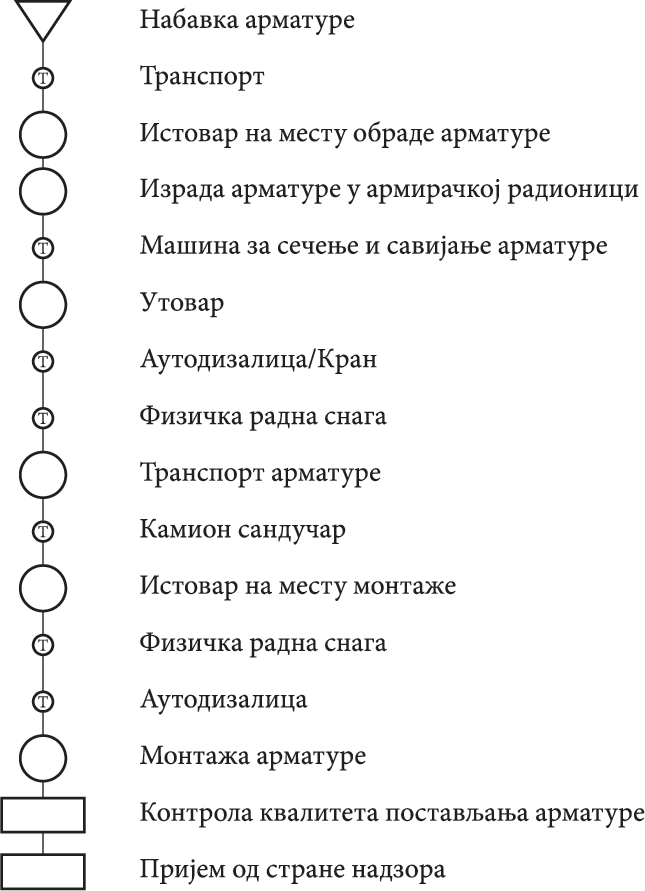 Набавка арматуре
Т Транспорт
Истовар на месту обраде арматуре
Израда арматуре у армирачкој радионици
Т Машина за сечење и савијање арматуре
Утовар
Т Аутодизалица/Кран
Т Физичка радна снага
Транспорт арматуре
Т Камион сандучар
Истовар на месту монтаже
Т Физичка радна снага
Т Аутодизалица
Монтажа арматуре
Контрола квалитета постављања арматуре
Пријем од стране надзора